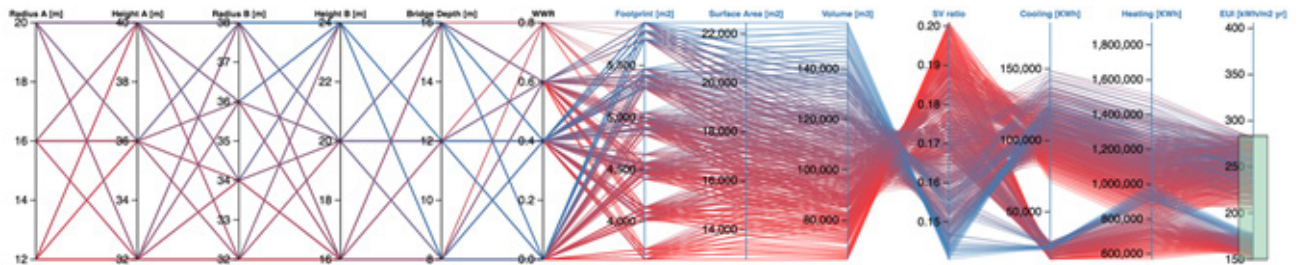 Radius A [m] Height A [m] Radius B [m] Height B [m] Bridge Depth [m] WWR Footprint [m2] Surface Area [m2] Volume [m3] SV ratio Cooling [KWh] Heating [KWh] EUI [kWh/m2 yr]
20 40 38 24 16 0.8 0.20 400
22,000 1,800,000
37 5,500 140,000 0.19 150,000 350
18 38 22 14 0.6 20,000 1,600,000
36 0.18 1,400,000 300
5,000 18,000 120,000
16 36 35 20 12 0.4 0.17 100,000 1,200,000 250
4,500 16,000 100,000 0.16 1,000,000
34
14 34 18 10 0.2 50,000 200
33 4,000 14,000 80,000 0.15 800,000
600,000
12 32 32 16 8 0.0 150